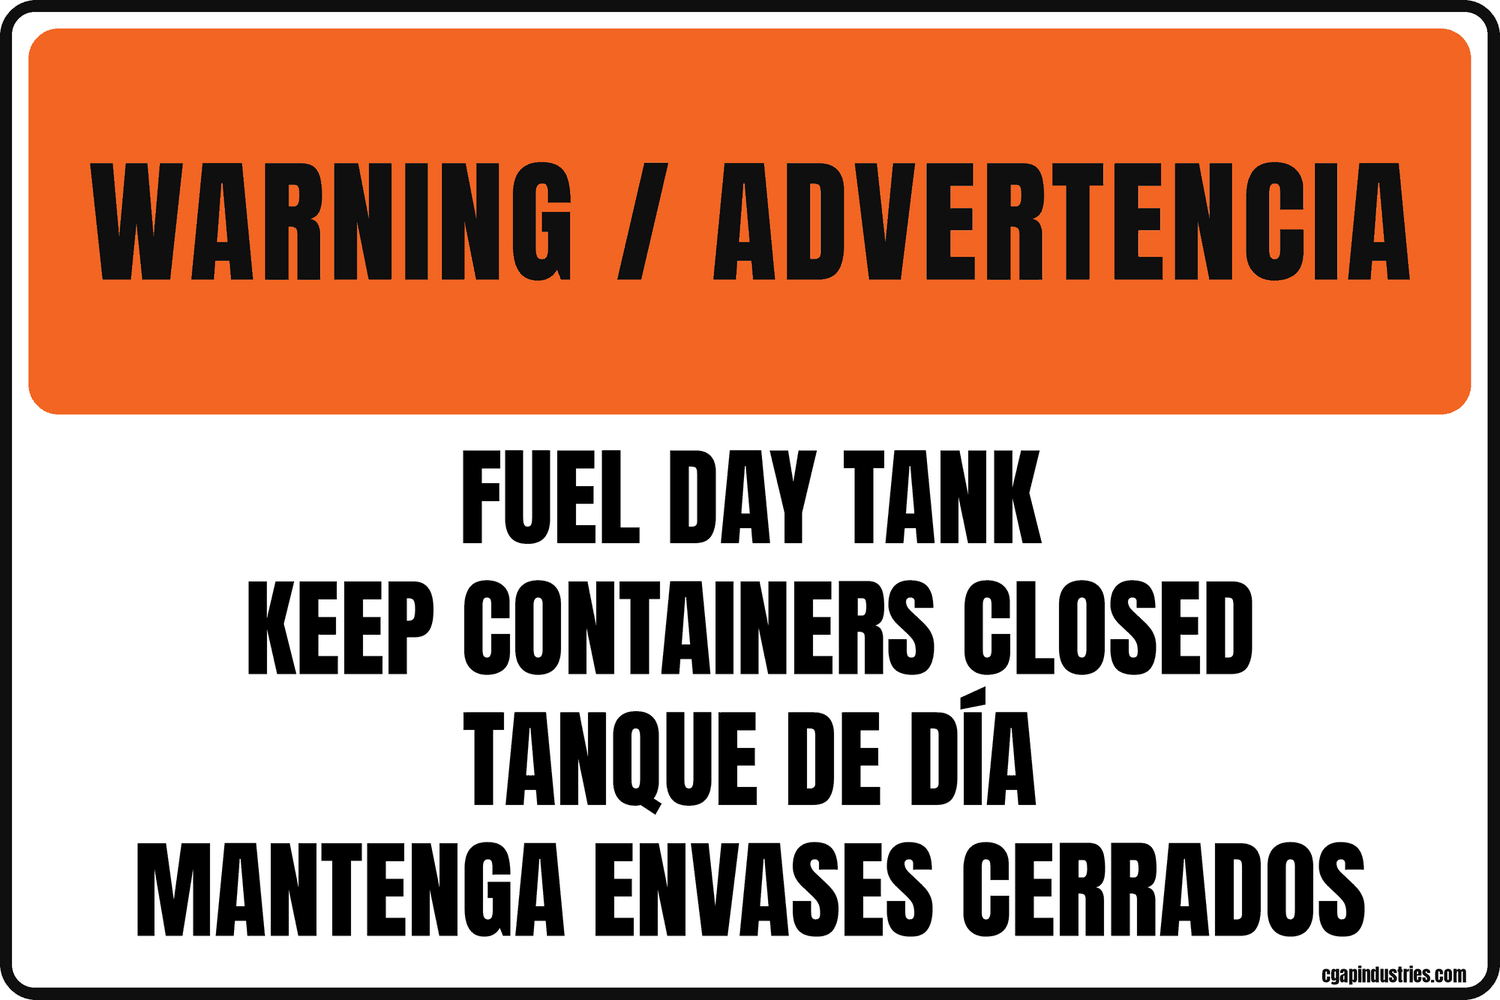 WARNING / ADVERTENCIA
FUEL DAY TANK
KEEP CONTAINERS CLOSED
TANQUE DE DÍA
MANTENGA ENVASES CERRADOS
cgapindustries.com